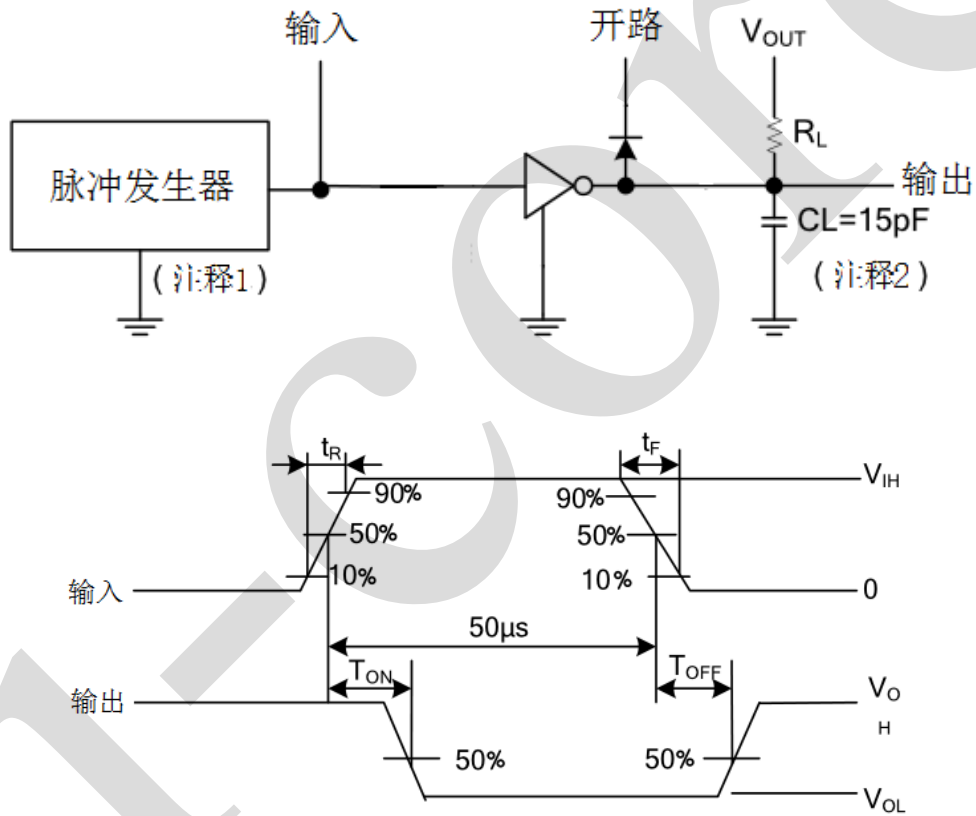 输入
开路
VOUT
RL
脉冲发生器
输出
CL=15pF
(注释1)
(注释2)
tR
tF
VIH
90%
90%
50%
50%
10%
10%
输入
0
50μs
TON
TOFF
输出
VO
H
50%
50%
VOL